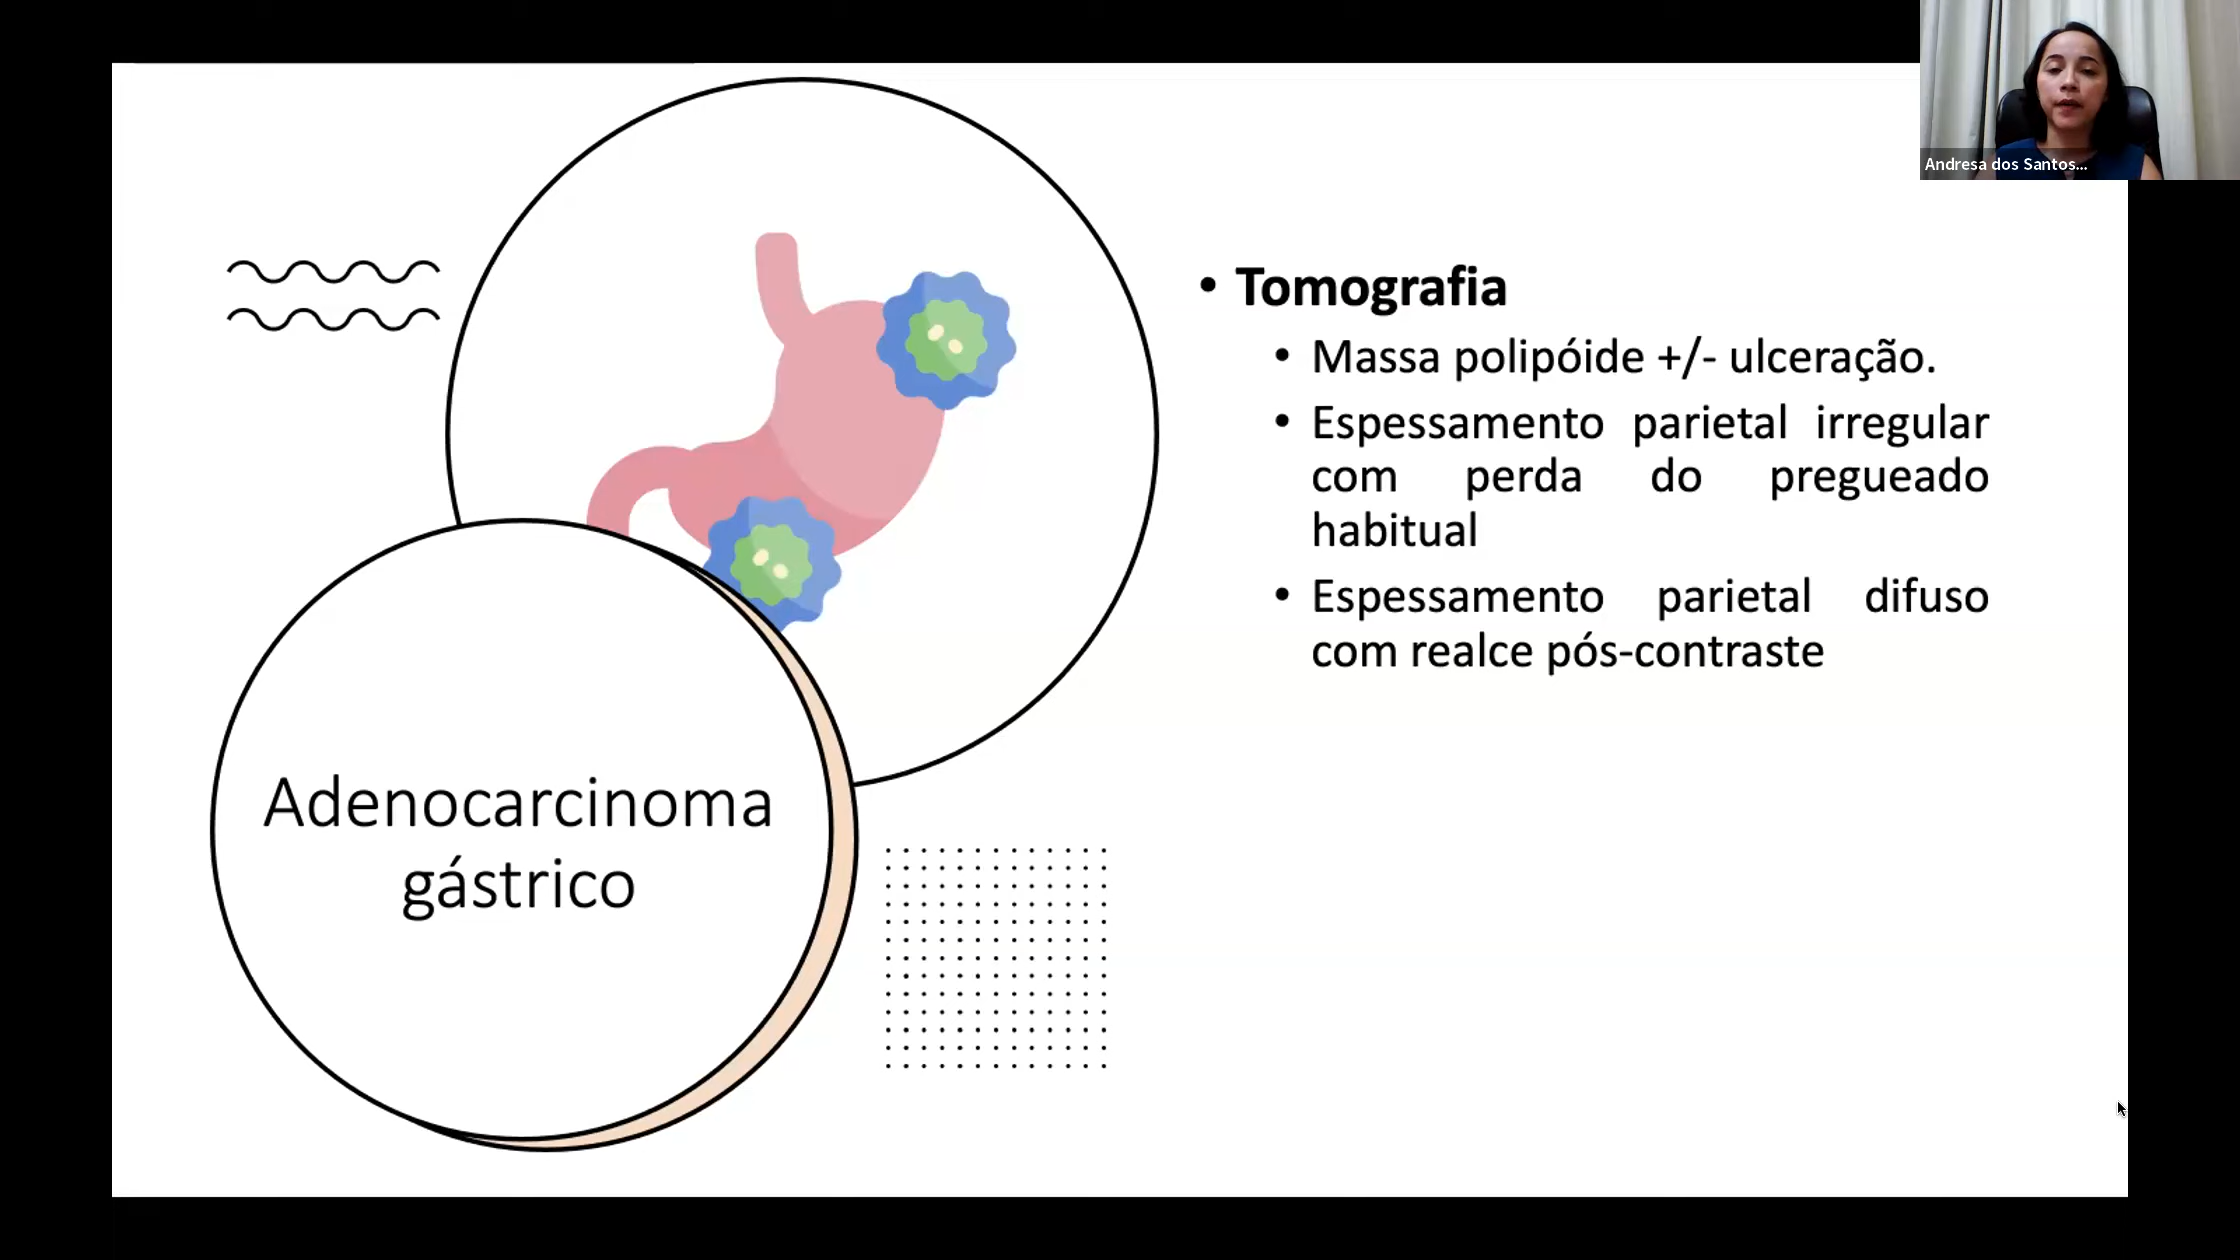 Andresa dos Santos...
• Tomografia
• Massa polipóide +/- ulceração.
• Espessamento parietal irregular
com perda do pregueado
habitual
• Espessamento parietal difuso
com realce pós-contraste
Adenocarcinoma
gástrico